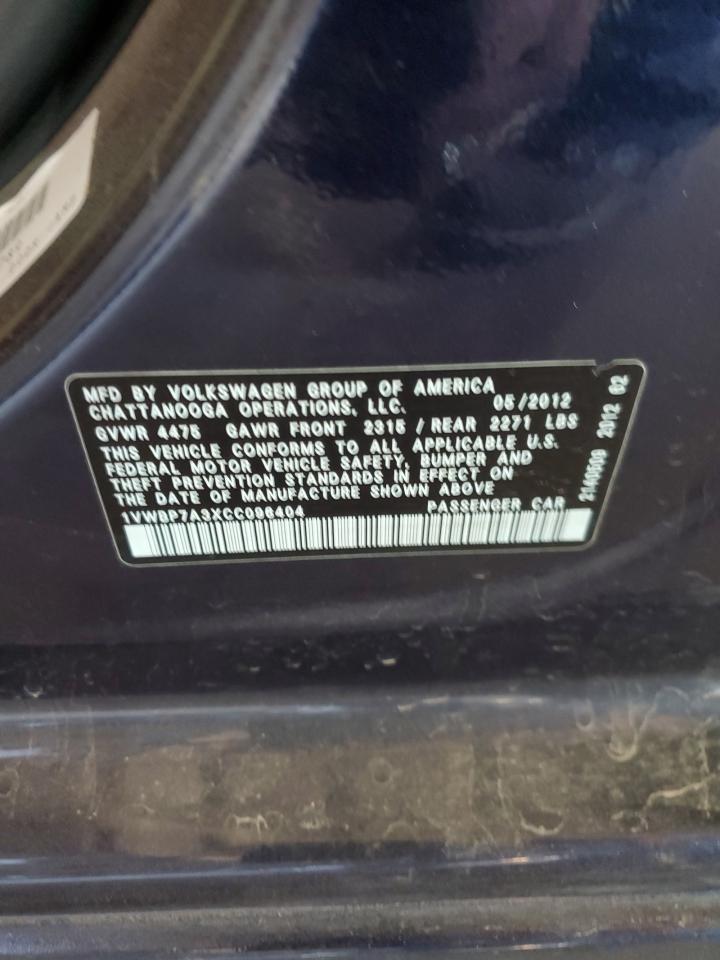 MFD BY VOLKSWAGEN GROUP OF AMERICA
CHATTANOOGA OPERATIONS, LLC. 05/2012
GVWR 4475 GAWR FRONT 2315 / REAR 2271 LBS
THIS VEHICLE CONFORMS TO ALL APPLICABLE U.S.
FEDERAL MOTOR VEHICLE SAFETY, BUMPER AND
THEFT PREVENTION STANDARDS IN EFFECT ON
THE DATE OF MANUFACTURE SHOWN ABOVE
1VWBP7A3XCC096404 PASSENGER CAR
2012 02